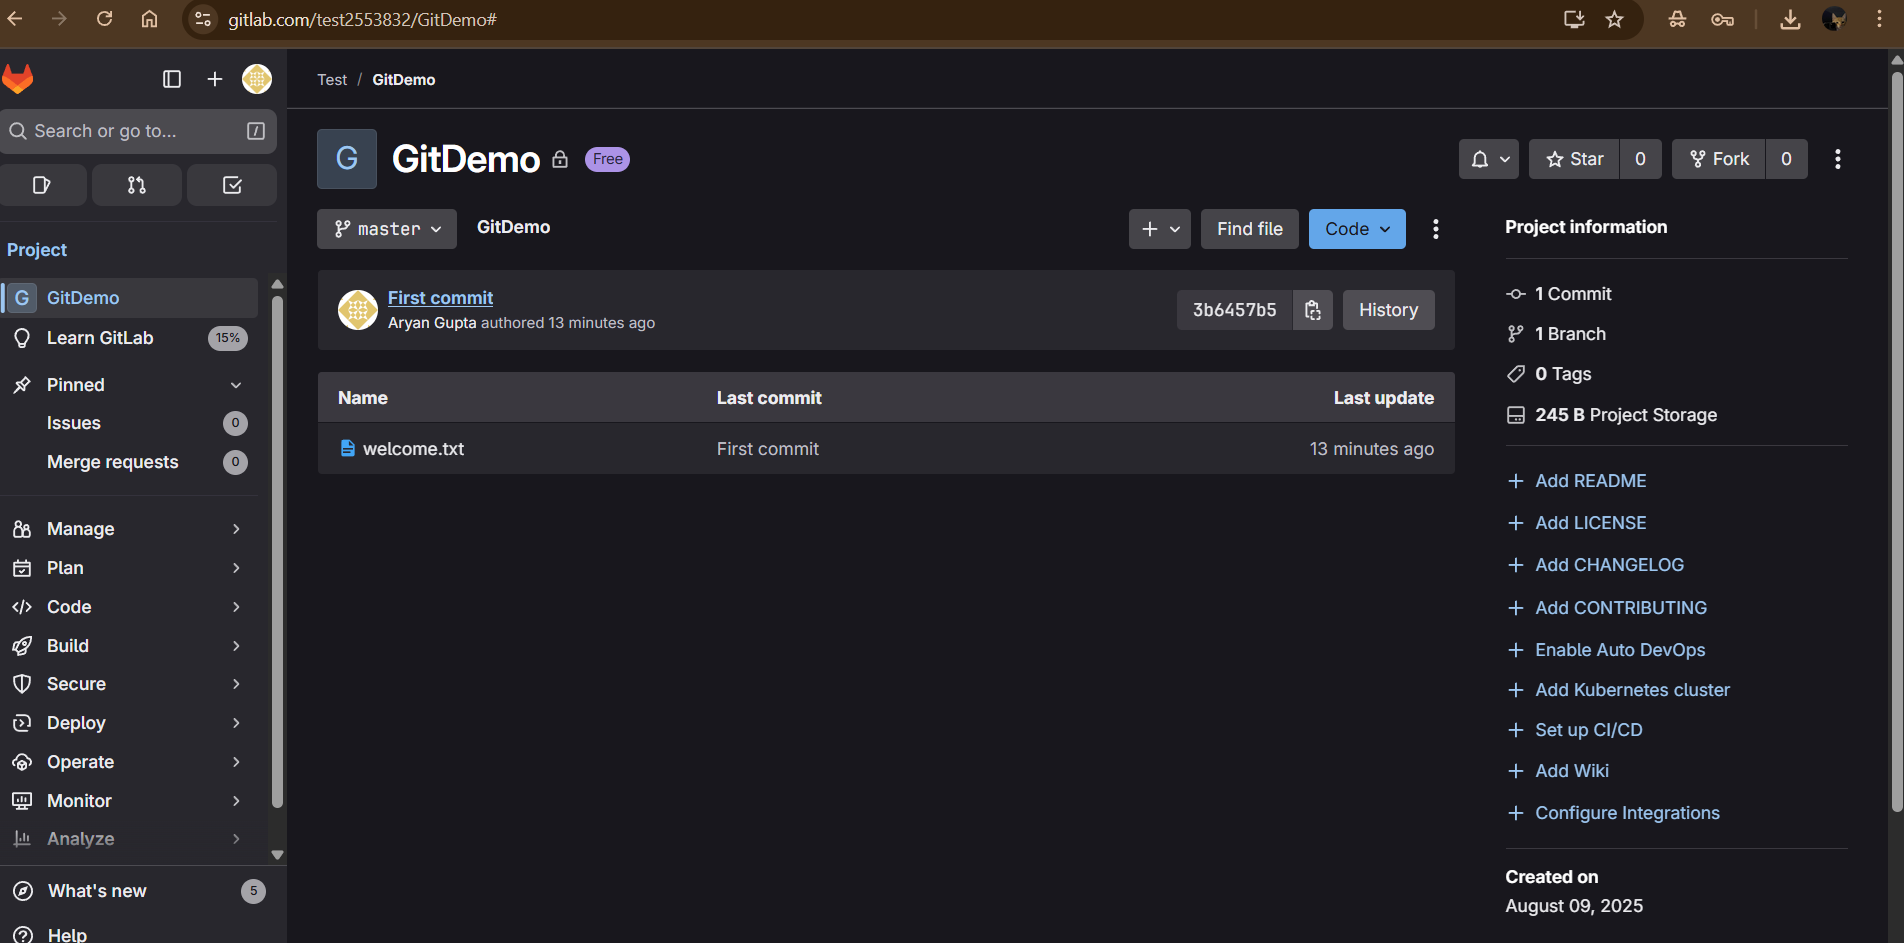 gitlab.com/test2553832/GitDemo#
Test / GitDemo
Search or go to... /
Project
G GitDemo
Learn GitLab 15%
Pinned
Issues 0
Merge requests 0
Manage
Plan
Code
Build
Secure
Deploy
Operate
Monitor
Analyze
What's new 5
Help
G GitDemo Free
Star 0 Fork 0
master GitDemo
Find file Code
First commit
Aryan Gupta authored 13 minutes ago
3b6457b5 History
Name Last commit Last update
welcome.txt First commit 13 minutes ago
Project information
1 Commit
1 Branch
0 Tags
245 B Project Storage
Add README
Add LICENSE
Add CHANGELOG
Add CONTRIBUTING
Enable Auto DevOps
Add Kubernetes cluster
Set up CI/CD
Add Wiki
Configure Integrations
Created on
August 09, 2025